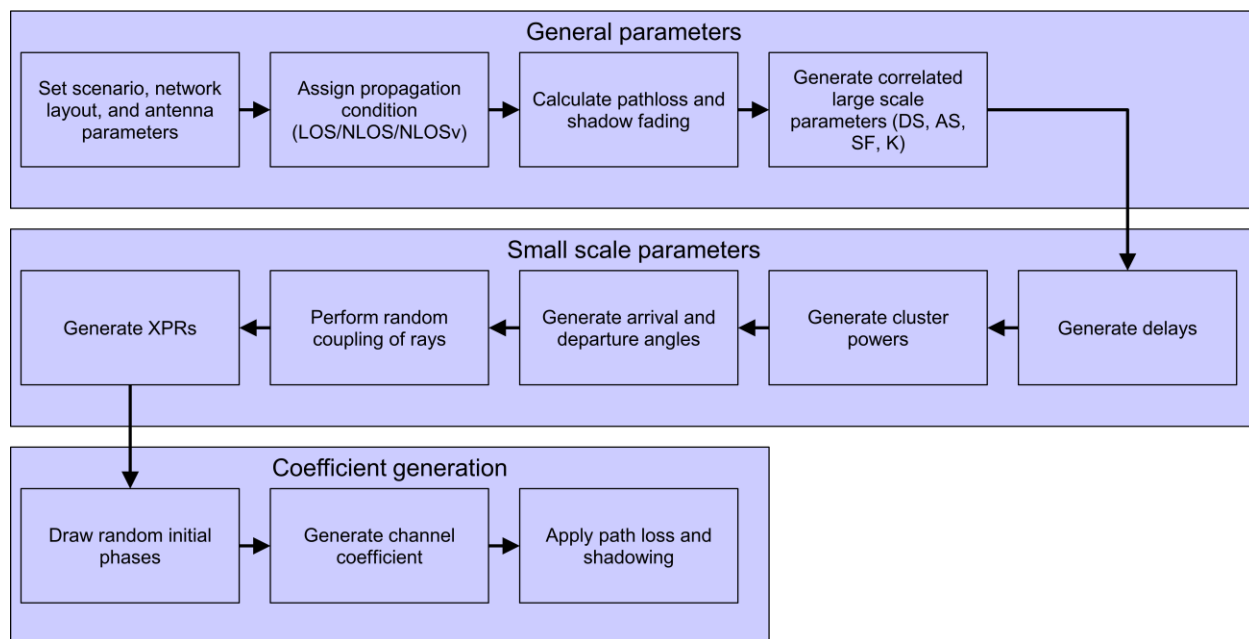 General parameters
Set scenario, network
layout, and antenna
parameters
Assign propagation
condition
(LOS/NLOS/NLOSv)
Calculate pathloss and
shadow fading
Generate correlated
large scale
parameters (DS, AS,
SF, K)
Small scale parameters
Generate XPRs
Perform random
coupling of rays
Generate arrival and
departure angles
Generate cluster
powers
Generate delays
Coefficient generation
Draw random initial
phases
Generate channel
coefficient
Apply path loss and
shadowing